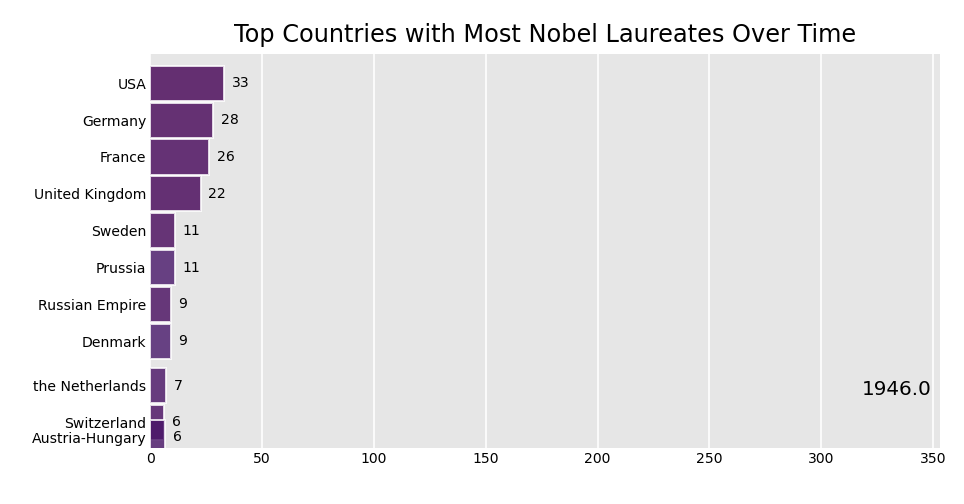 Top Countries with Most Nobel Laureates Over Time
USA 33
Germany 28
France 26
United Kingdom 22
Sweden 11
Prussia 11
Russian Empire 9
Denmark 9
the Netherlands 7
1946.0
Switzerland 6
Austria-Hungary 6
0 50 100 150 200 250 300 350